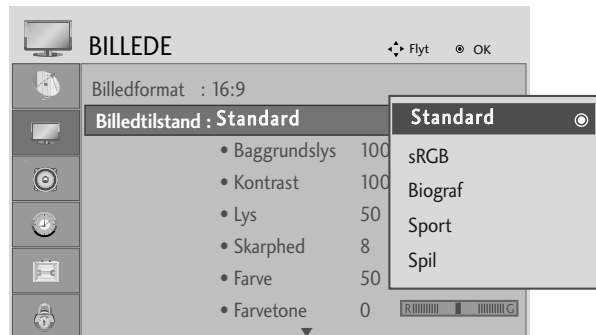 BILLEDE
Flyt OK
Billedformat : 16:9
Billedtilstand : Standard
• Baggrundslys 100
• Kontrast 100
• Lys 50
• Skarphed 8
• Farve 50
• Farvetone 0 R G
Standard
sRGB
Biograf
Sport
Spil